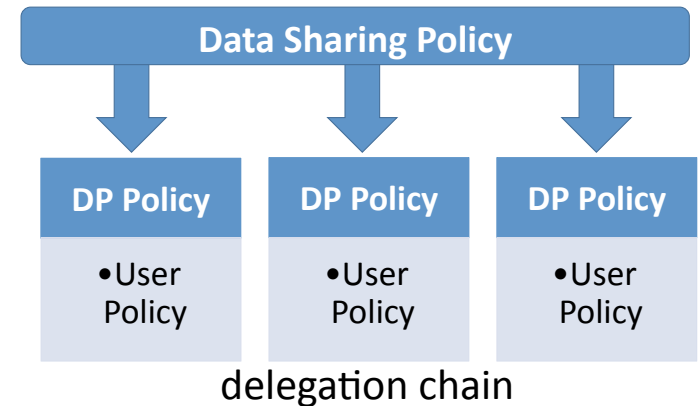 Data Sharing Policy
DP Policy
DP Policy
DP Policy
•User
Policy
•User
Policy
•User
Policy
delegation chain